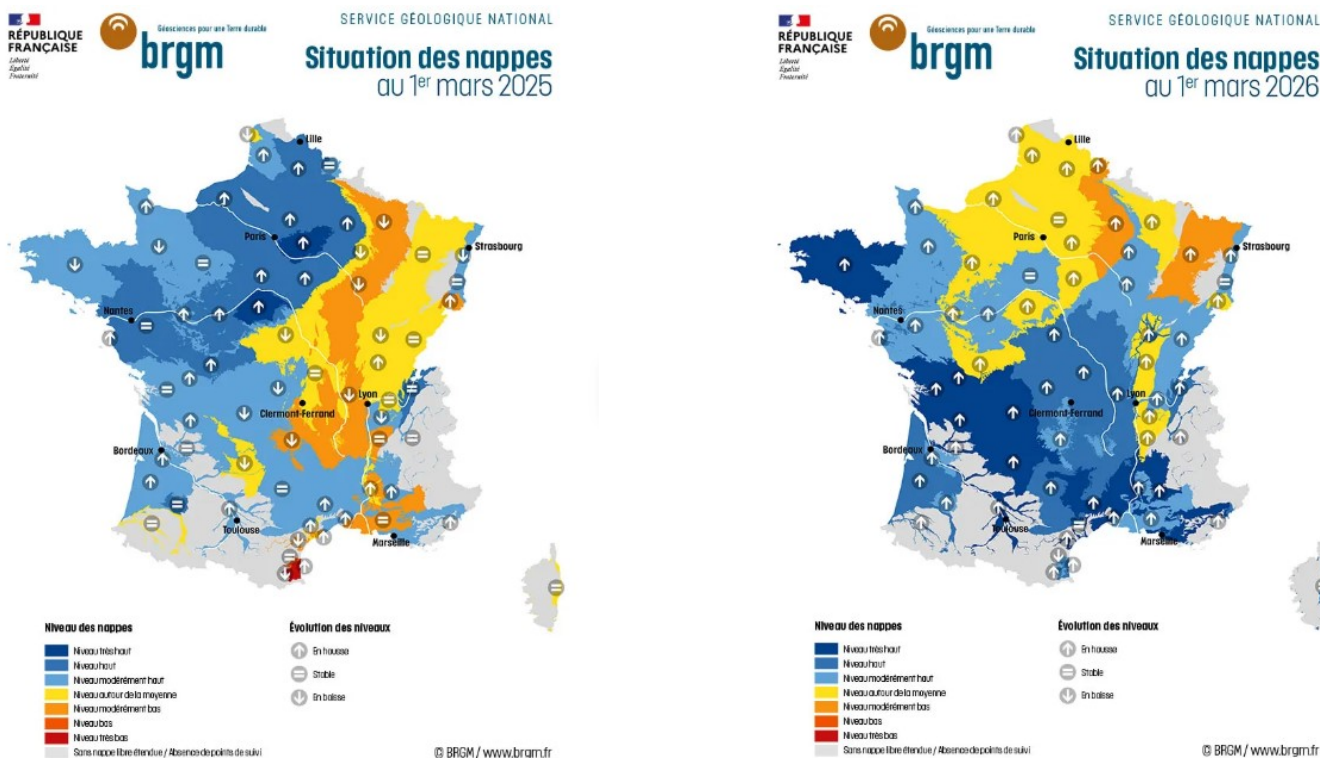 RÉPUBLIQUE
FRANÇAISE
Liberté
Égalité
Fraternité
Géosciences pour une Terre durable
brgm
SERVICE GÉOLOGIQUE NATIONAL
Situation des nappes
au 1er mars 2025
Lille
Paris
Strasbourg
Nantes
Clermont-Ferrand
Lyon
Bordeaux
Toulouse
Marseille
Niveau des nappes
Niveau très haut
Niveau haut
Niveau modérément haut
Niveau autour de la moyenne
Niveau modérément bas
Niveau bas
Niveau très bas
Sans nappe libre étendue / Absence de points de suivi
Évolution des niveaux
En hausse
Stable
En baisse
© BRGM / www.brgm.fr
RÉPUBLIQUE
FRANÇAISE
Liberté
Égalité
Fraternité
Géosciences pour une Terre durable
brgm
SERVICE GÉOLOGIQUE NATIONAL
Situation des nappes
au 1er mars 2026
Lille
Paris
Strasbourg
Nantes
Clermont-Ferrand
Lyon
Bordeaux
Toulouse
Marseille
Niveau des nappes
Niveau très haut
Niveau haut
Niveau modérément haut
Niveau autour de la moyenne
Niveau modérément bas
Niveau bas
Niveau très bas
Sans nappe libre étendue / Absence de points de suivi
Évolution des niveaux
En hausse
Stable
En baisse
© BRGM / www.brgm.fr